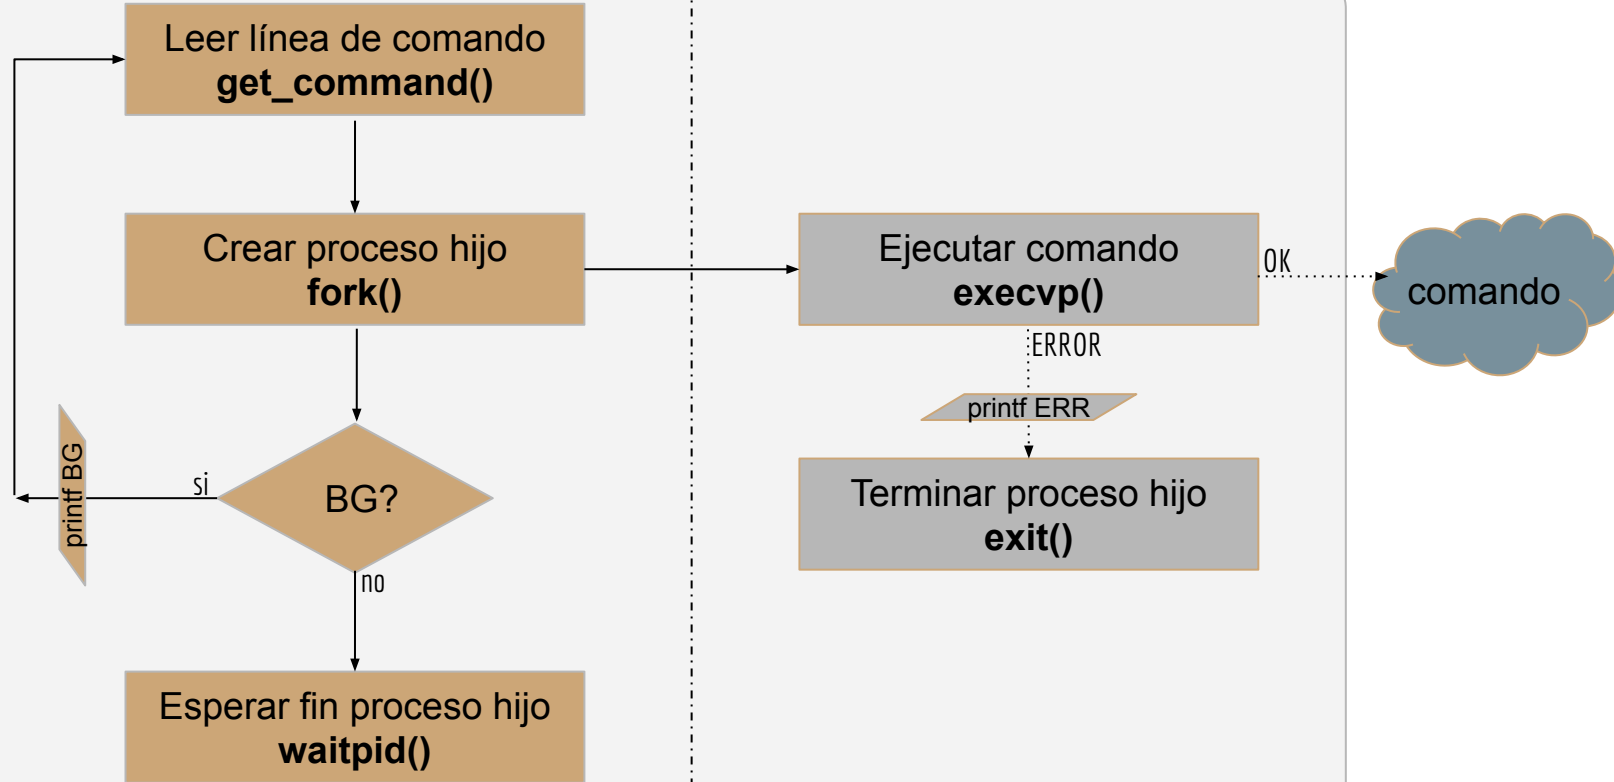 Leer línea de comando
get_command()
Crear proceso hijo
fork()
Ejecutar comando
execvp()
OK
comando
ERROR
printf ERR
Terminar proceso hijo
exit()
BG?
si
printf BG
no
Esperar fin proceso hijo
waitpid()